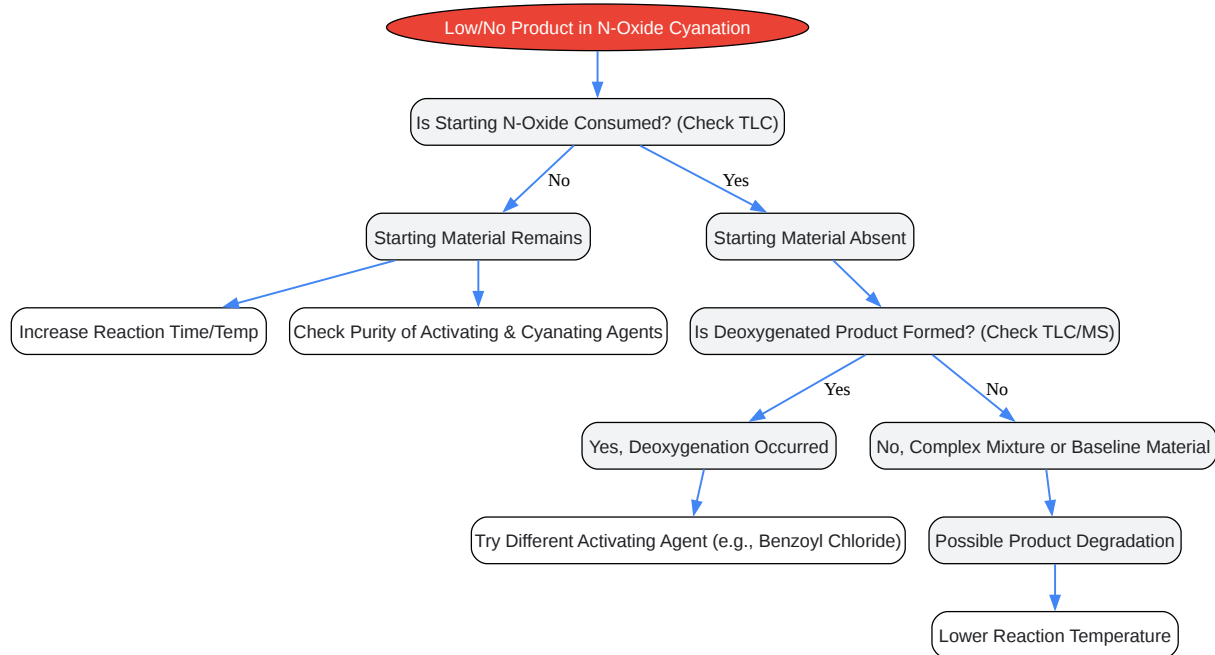 Low/No Product in N-Oxide Cyanation
Is Starting N-Oxide Consumed? (Check TLC)
No
Yes
Starting Material Remains
Starting Material Absent
Increase Reaction Time/Temp
Check Purity of Activating & Cyanating Agents
Is Deoxygenated Product Formed? (Check TLC/MS)
Yes
No
Yes, Deoxygenation Occurred
No, Complex Mixture or Baseline Material
Try Different Activating Agent (e.g., Benzoyl Chloride)
Possible Product Degradation
Lower Reaction Temperature